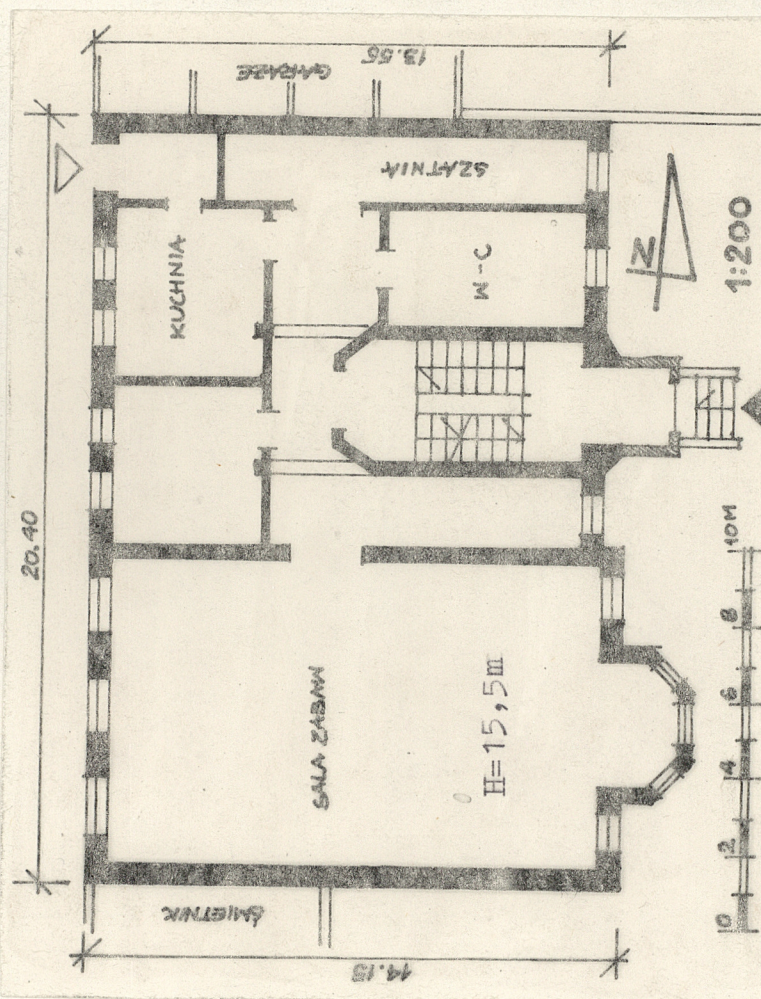 13.55
GARAŻE
SZATNIA
KUCHNIA
W-C
N
1:200
20.40
SALA ZABAW
H=15,5m
0 2 4 6 8 10M
ŚMIETNIK
14.15